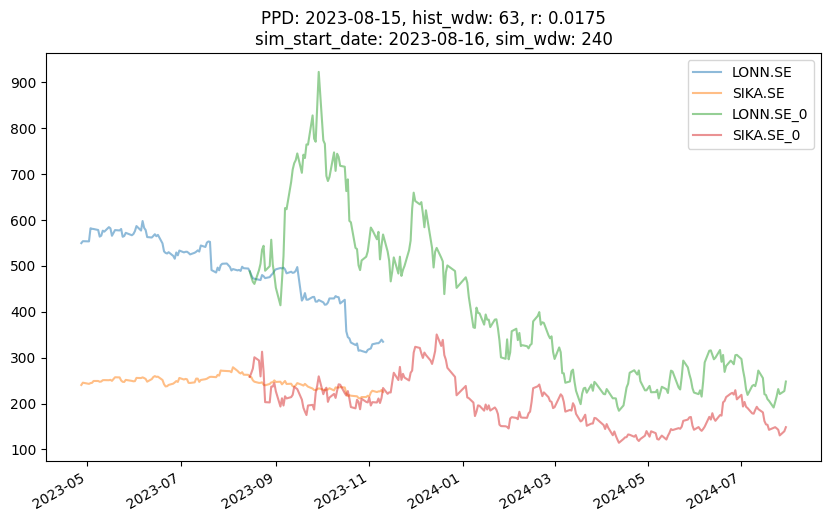 PPD: 2023-08-15, hist_wdw: 63, r: 0.0175
sim_start_date: 2023-08-16, sim_wdw: 240
LONN.SE
SIKA.SE
LONN.SE_0
SIKA.SE_0
900
800
700
600
500
400
300
200
100
2023-05
2023-07
2023-09
2023-11
2024-01
2024-03
2024-05
2024-07